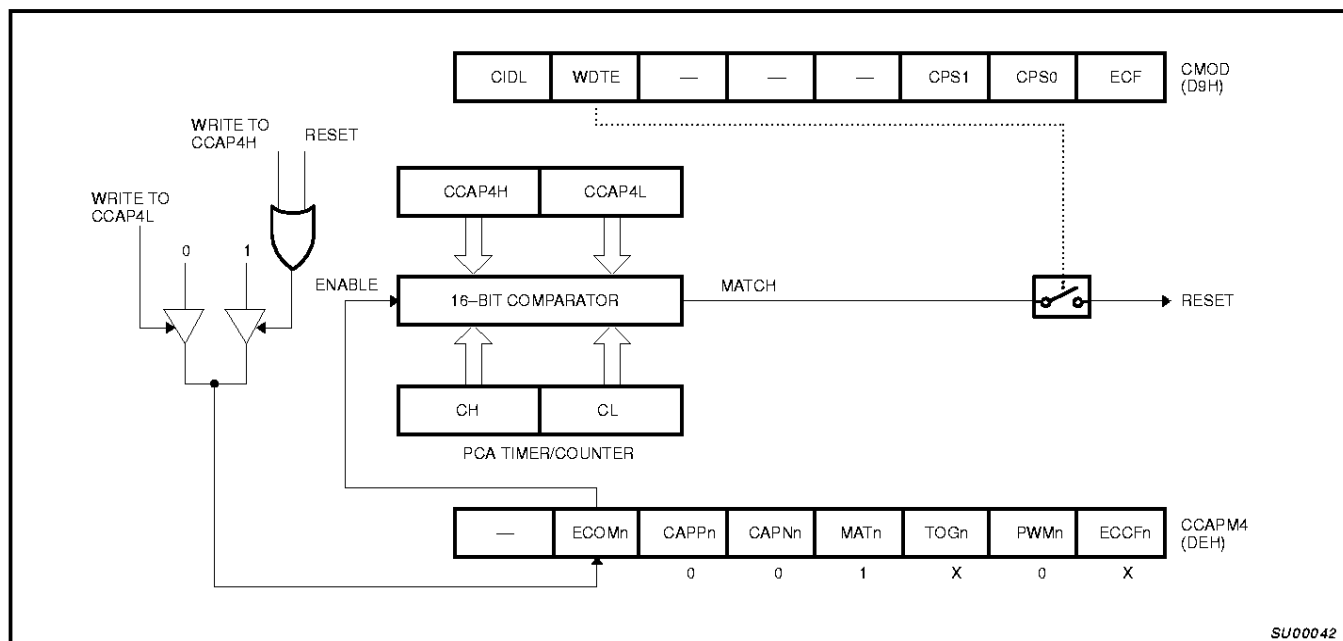 CIDL WDTE — — — CPS1 CPS0 ECF
CMOD
(D9H)
WRITE TO
CCAP4H
RESET
WRITE TO
CCAP4L
0 1
CCAP4H CCAP4L
ENABLE
16–BIT COMPARATOR
MATCH
RESET
CH CL
PCA TIMER/COUNTER
— ECOMn CAPPn CAPNn MATn TOGn PWMn ECCFn
CCAPM4
(DEH)
0 0 1 X 0 X
SU00042